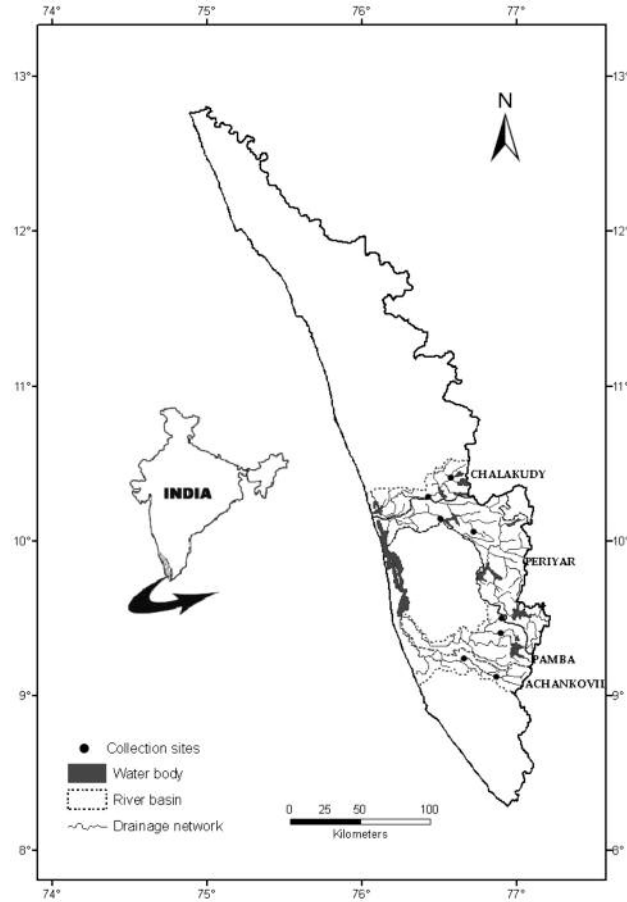 74° 75° 76° 77°
13° 13°
N
12° 12°
11° 11°
CHALAKUDY
INDIA
10° 10°
PERIYAR
PAMBA
9° 9°
ACHANKOVIL
Collection sites
Water body
River basin
0 25 50 100
Drainage network
Kilometers
8° 8°
74° 75° 76° 77°